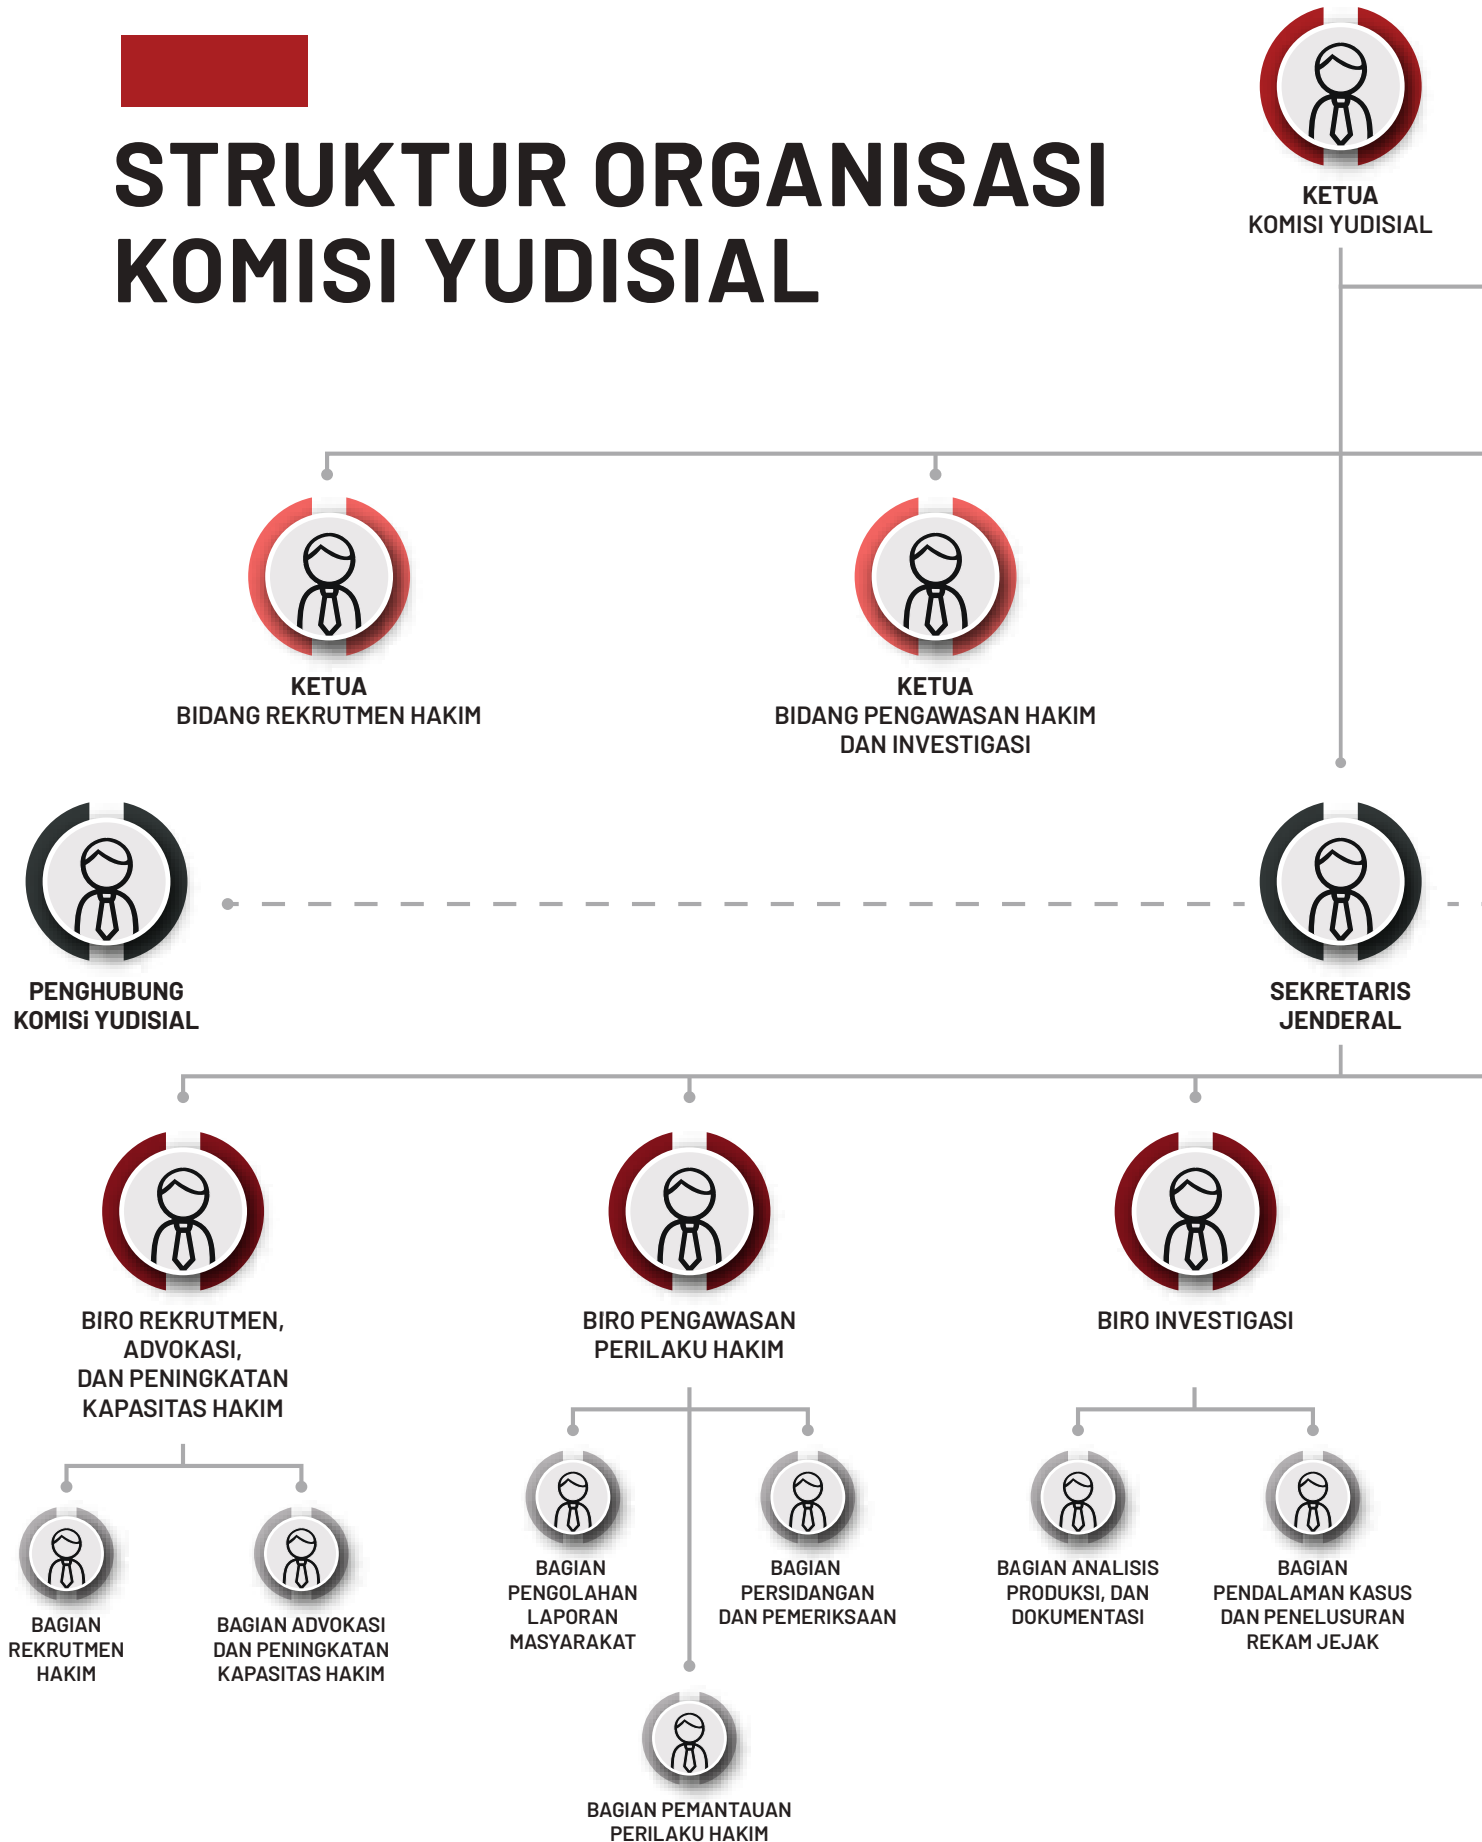 STRUKTUR ORGANISASI
KOMISI YUDISIAL
KETUA
KOMISI YUDISIAL
KETUA
BIDANG REKRUTMEN HAKIM
KETUA
BIDANG PENGAWASAN HAKIM
DAN INVESTIGASI
PENGHUBUNG
KOMISi YUDISIAL
SEKRETARIS
JENDERAL
BIRO REKRUTMEN,
ADVOKASI,
DAN PENINGKATAN
KAPASITAS HAKIM
BIRO PENGAWASAN
PERILAKU HAKIM
BIRO INVESTIGASI
BAGIAN
REKRUTMEN
HAKIM
BAGIAN ADVOKASI
DAN PENINGKATAN
KAPASITAS HAKIM
BAGIAN
PENGOLAHAN
LAPORAN
MASYARAKAT
BAGIAN
PERSIDANGAN
DAN PEMERIKSAAN
BAGIAN PEMANTAUAN
PERILAKU HAKIM
BAGIAN ANALISIS
PRODUKSI, DAN
DOKUMENTASI
BAGIAN
PENDALAMAN KASUS
DAN PENELUSURAN
REKAM JEJAK